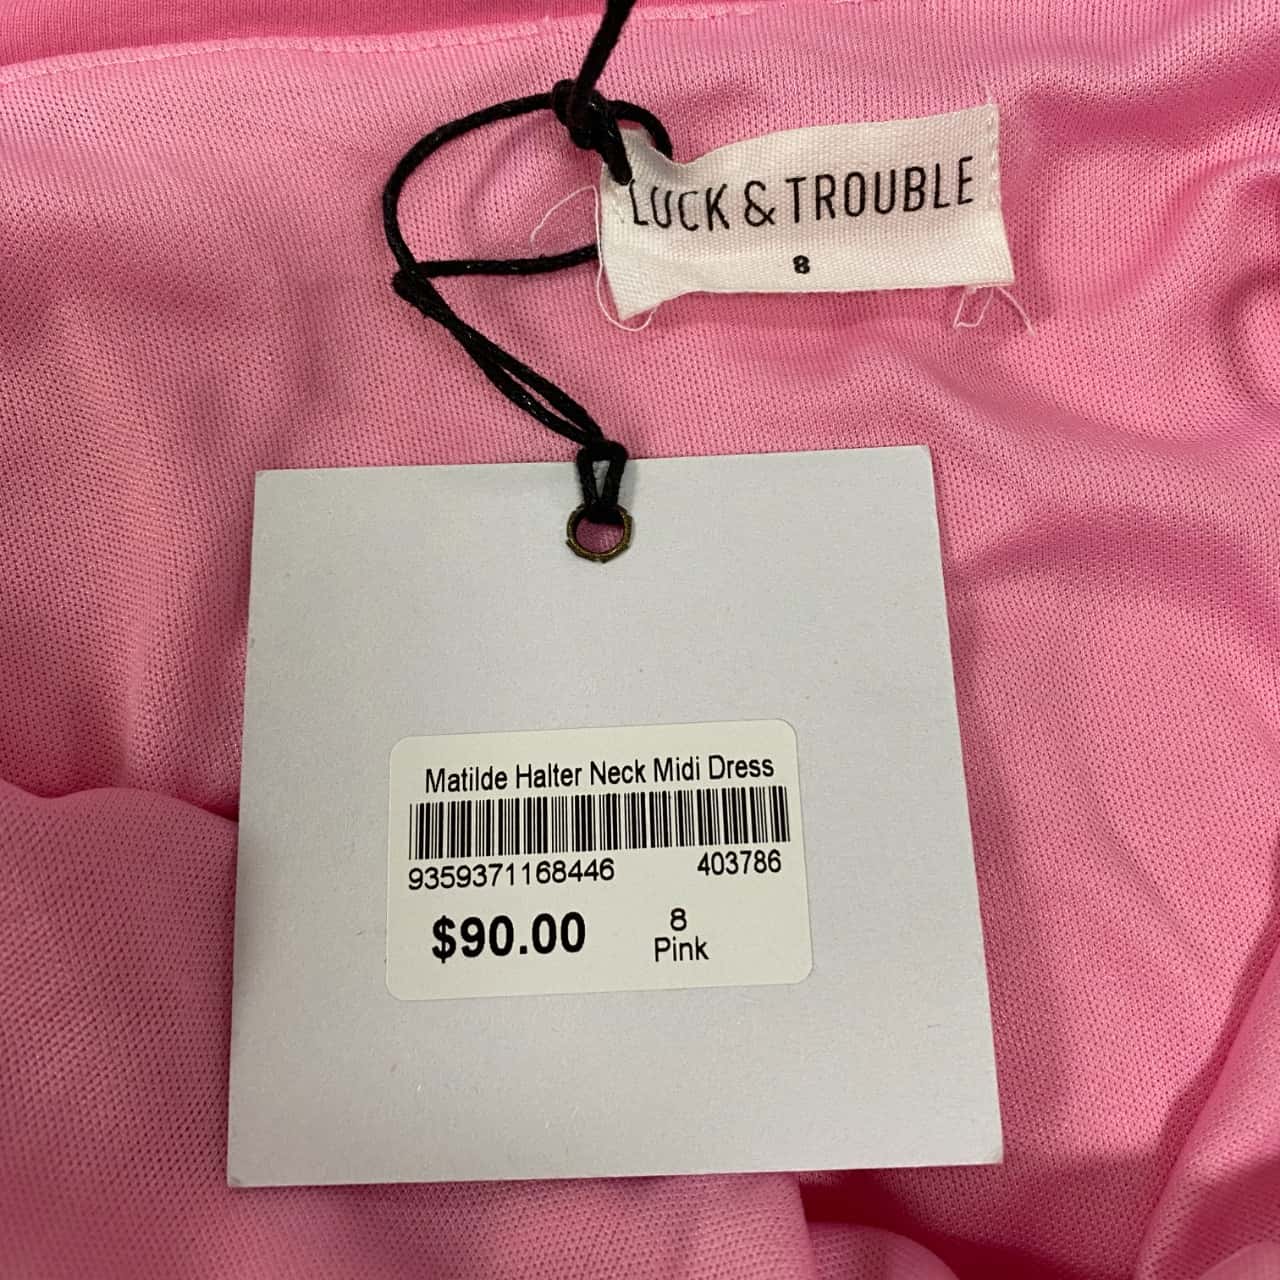 LUCK & TROUBLE
8
Matilde Halter Neck Midi Dress
9359371168446 403786
$90.00 8
Pink